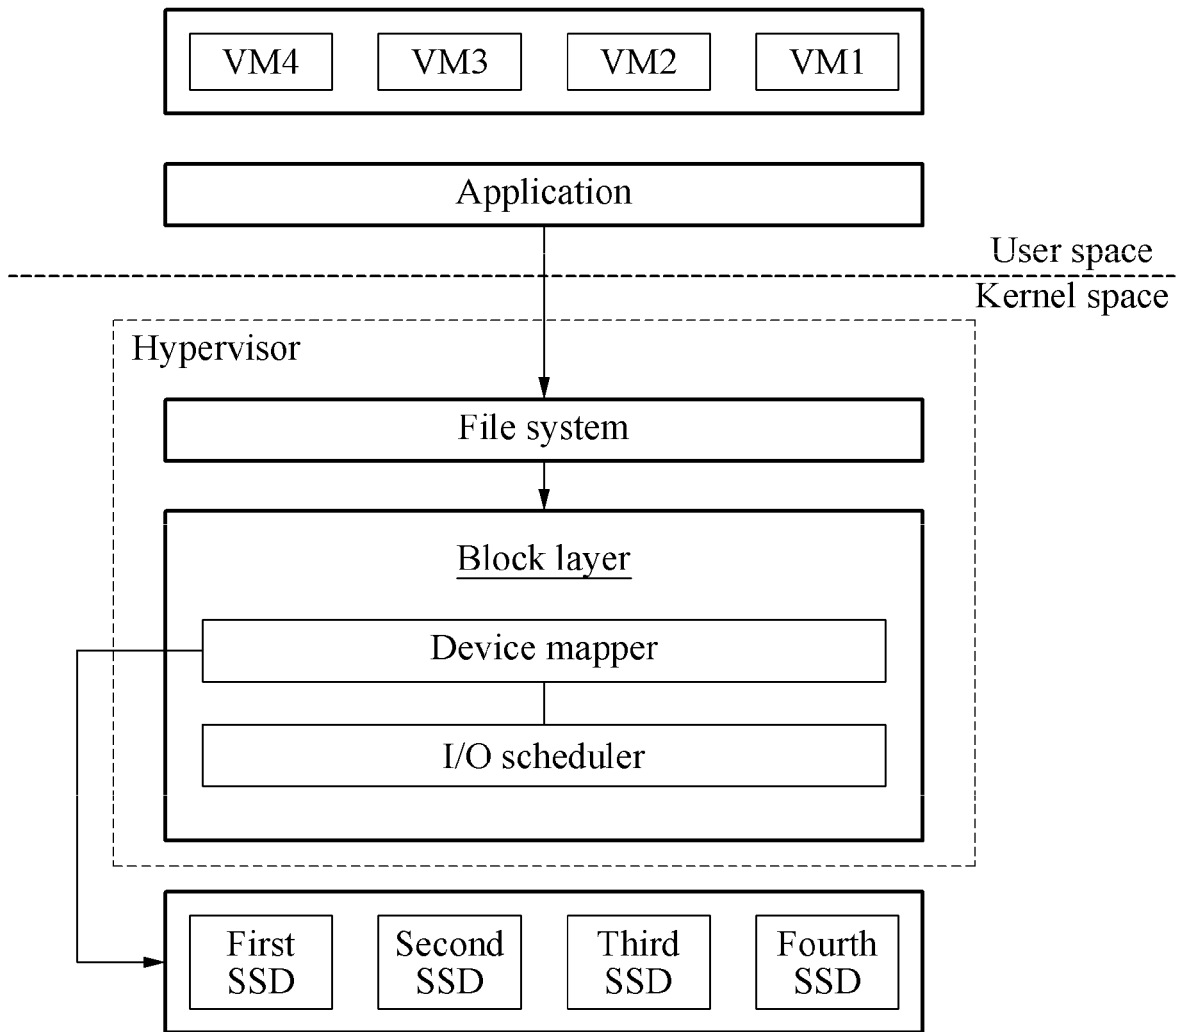 VM4 VM3 VM2 VM1
Application
User space
Kernel space
Hypervisor
File system
Block layer
Device mapper
I/O scheduler
First SSD
Second SSD
Third SSD
Fourth SSD